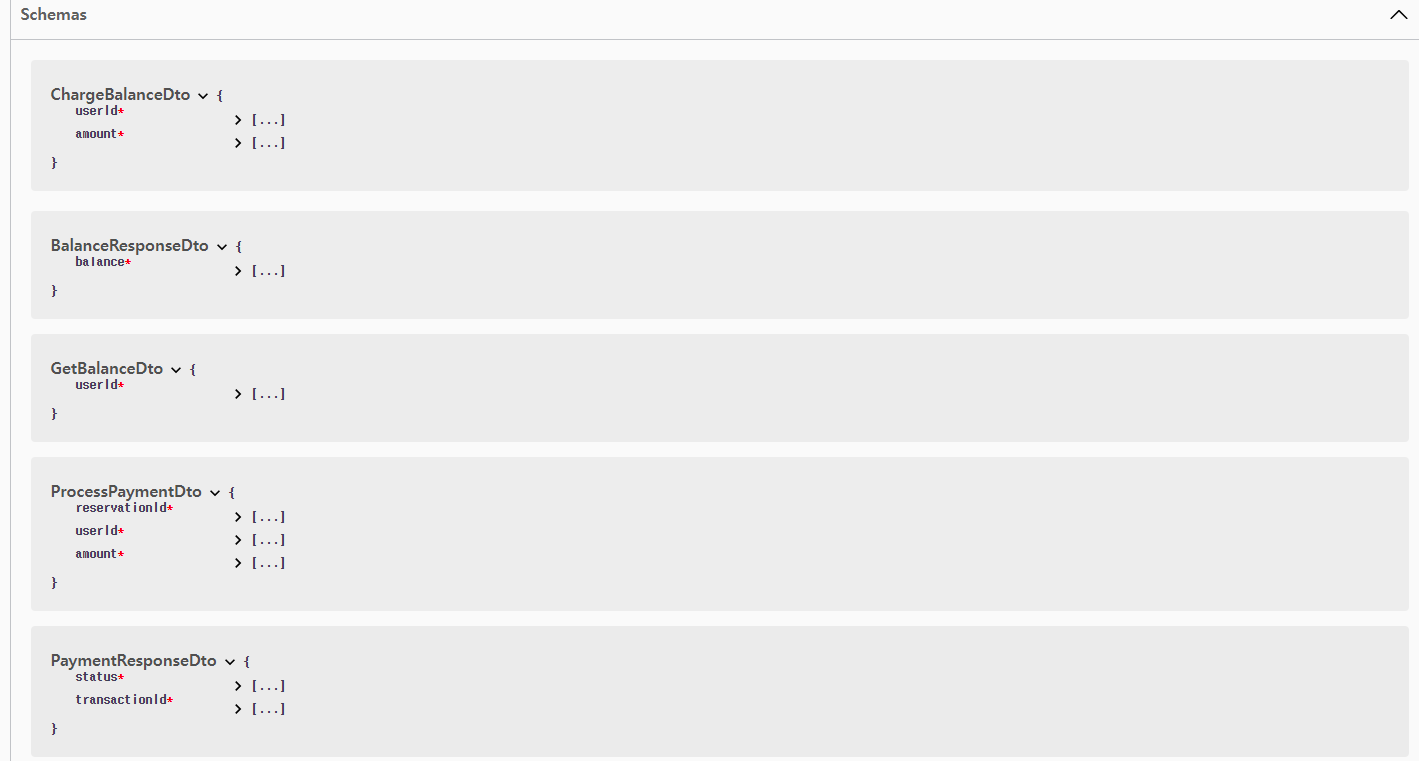 Schemas
ChargeBalanceDto {
userId*
[...]
amount*
[...]
}
BalanceResponseDto {
balance*
[...]
}
GetBalanceDto {
userId*
[...]
}
ProcessPaymentDto {
reservationId*
[...]
userId*
[...]
amount*
[...]
}
PaymentResponseDto {
status*
[...]
transactionId*
[...]
}